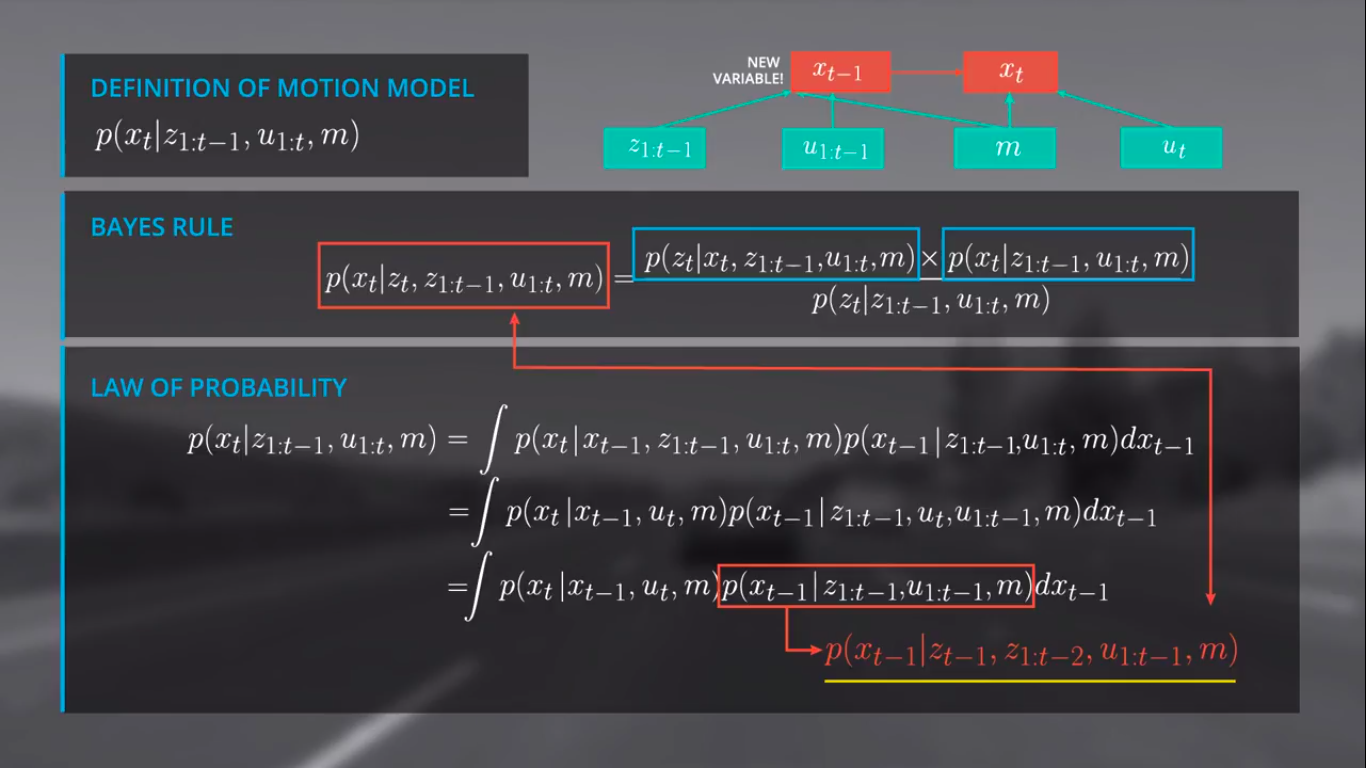 DEFINITION OF MOTION MODEL
p(x_t|z_{1:t−1}, u_{1:t}, m)
NEW
VARIABLE!
x_{t−1}
x_t
z_{1:t−1}
u_{1:t−1}
m
u_t
BAYES RULE
p(x_t|z_t, z_{1:t−1}, u_{1:t}, m) = p(z_t|x_t, z_{1:t−1},u_{1:t},m) × p(x_t|z_{1:t−1}, u_{1:t}, m)
p(z_t|z_{1:t−1}, u_{1:t}, m)
LAW OF PROBABILITY
p(x_t|z_{1:t−1}, u_{1:t}, m) = ∫ p(x_t|x_{t−1}, z_{1:t−1}, u_{1:t}, m)p(x_{t−1}|z_{1:t−1},u_{1:t}, m)dx_{t−1}
= ∫ p(x_t|x_{t−1}, u_t, m)p(x_{t−1}|z_{1:t−1}, u_t,u_{1:t−1}, m)dx_{t−1}
= ∫ p(x_t|x_{t−1}, u_t, m)p(x_{t−1}|z_{1:t−1},u_{1:t−1}, m)dx_{t−1}
p(x_{t−1}|z_{t−1}, z_{1:t−2}, u_{1:t−1}, m)